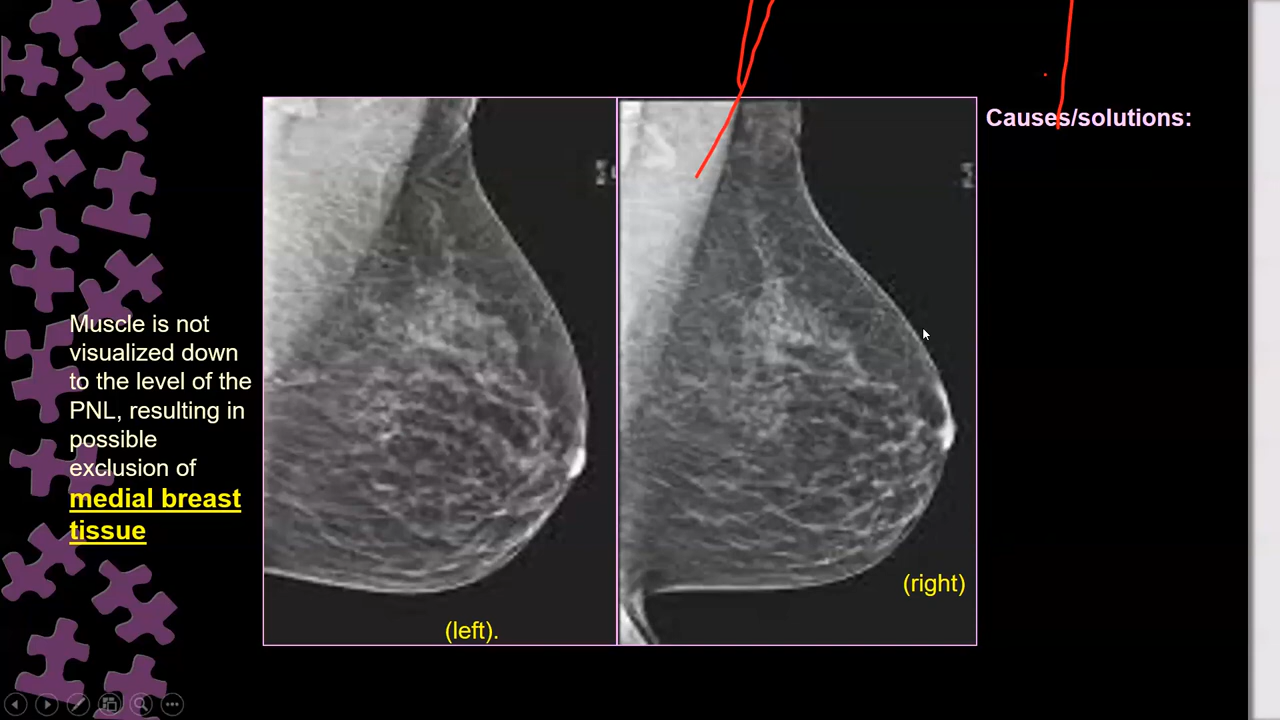 Causes/solutions:
Muscle is not
visualized down
to the level of the
PNL, resulting in
possible
exclusion of
medial breast
tissue
(right)
(left).